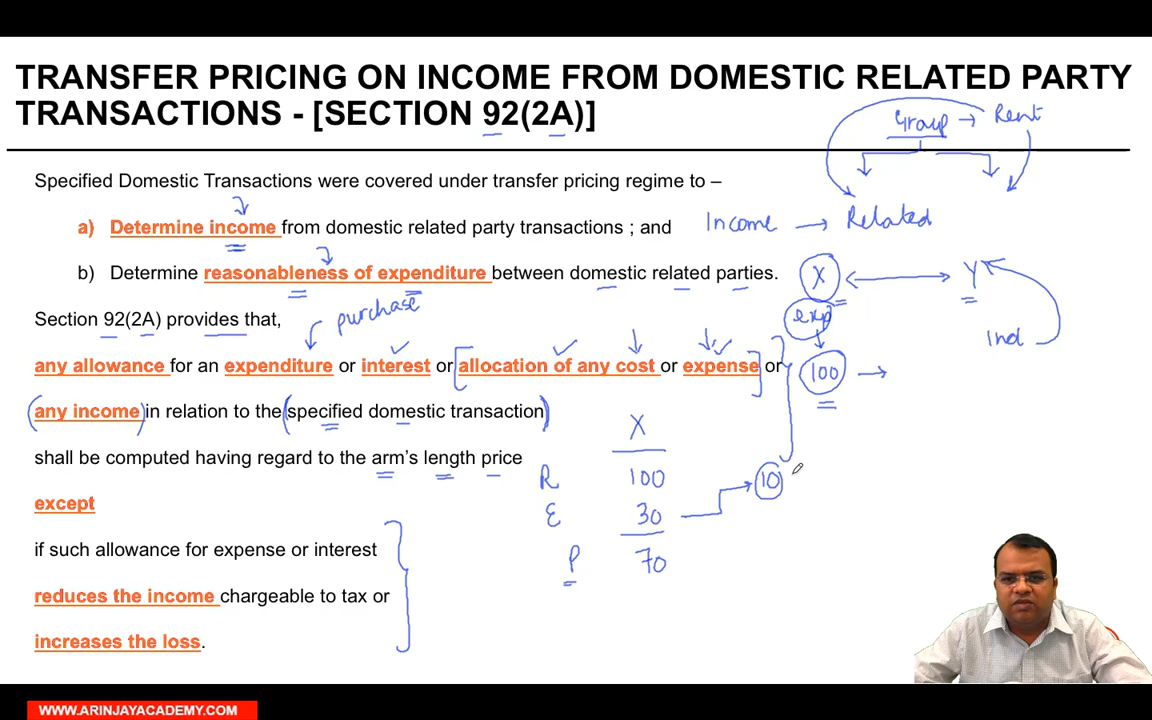 TRANSFER PRICING ON INCOME FROM DOMESTIC RELATED PARTY
TRANSACTIONS - [SECTION 92(2A)]
Group → Rent
Specified Domestic Transactions were covered under transfer pricing regime to –
a) Determine income from domestic related party transactions ; and
Income → Related
b) Determine reasonableness of expenditure between domestic related parties.
X Y
Section 92(2A) provides that,
purchase
exp
Ind
any allowance for an expenditure or interest or allocation of any cost or expense or
100 →
any income in relation to the specified domestic transaction
X
shall be computed having regard to the arm's length price
R 100
10
except
E 30
if such allowance for expense or interest
P 70
reduces the income chargeable to tax or
increases the loss.
WWW.ARINJAYACADEMY.COM